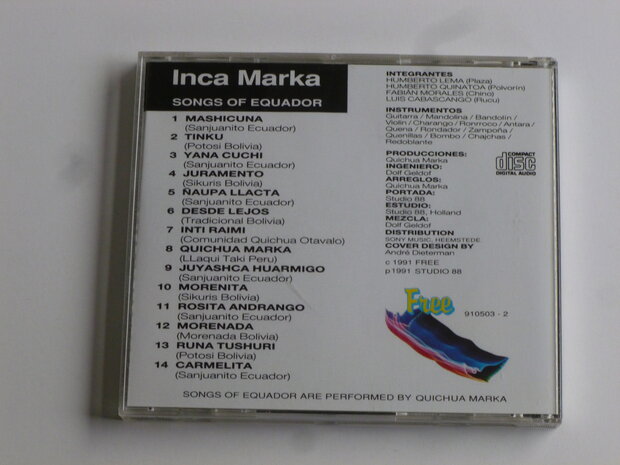 Inca Marka
SONGS OF EQUADOR
1 MASHICUNA
(Sanjuanito Ecuador)
2 TINKU
(Potosi Bolivia)
3 YANA CUCHI
(Sanjuanito Ecuador)
4 JURAMENTO
(Sikuris Bolivia)
5 ÑAUPA LLACTA
(Sanjuanito Ecuador)
6 DESDE LEJOS
(Tradicional Bolivia)
7 INTI RAIMI
(Comunidad Quichua Otavalo)
8 QUICHUA MARKA
(LLaqui Taki Peru)
9 JUYASHCA HUARMIGO
(Sanjuanito Ecuador)
10 MORENITA
(Sikuris Bolivia)
11 ROSITA ANDRANGO
(Sanjuanito Ecuador)
12 MORENADA
(Morenada Bolivia)
13 RUNA TUSHURI
(Potosi Bolivia)
14 CARMELITA
(Sanjuanito Ecuador)
INTEGRANTES
HUMBERTO LEMA (Plaza)
HUMBERTO QUINATOA (Polvorín)
FABIÁN MORALES (Chino)
LUIS CABASCANGO (Rucu)
INSTRUMENTOS
Guitarra / Mandolina / Bandolín /
Violín / Charango / Ronrroco / Antara /
Quena / Rondador / Zampoña /
Quenillas / Bombo / Chajchas /
Redoblante
PRODUCCIONES:
Quichua Marka
INGENIERO:
Dolf Geldof
ARREGLOS:
Quichua Marka
PORTADA:
Studio 88
ESTUDIO:
Studio 88, Holland
MEZCLA:
Dolf Geldof
DISTRIBUTION
SONY MUSIC, HEEMSTEDE
COVER DESIGN BY
André Dieterman
c 1991 FREE
p 1991 STUDIO 88
COMPACT
disc
DIGITAL AUDIO
Free
910503 - 2
SONGS OF EQUADOR ARE PERFORMED BY QUICHUA MARKA